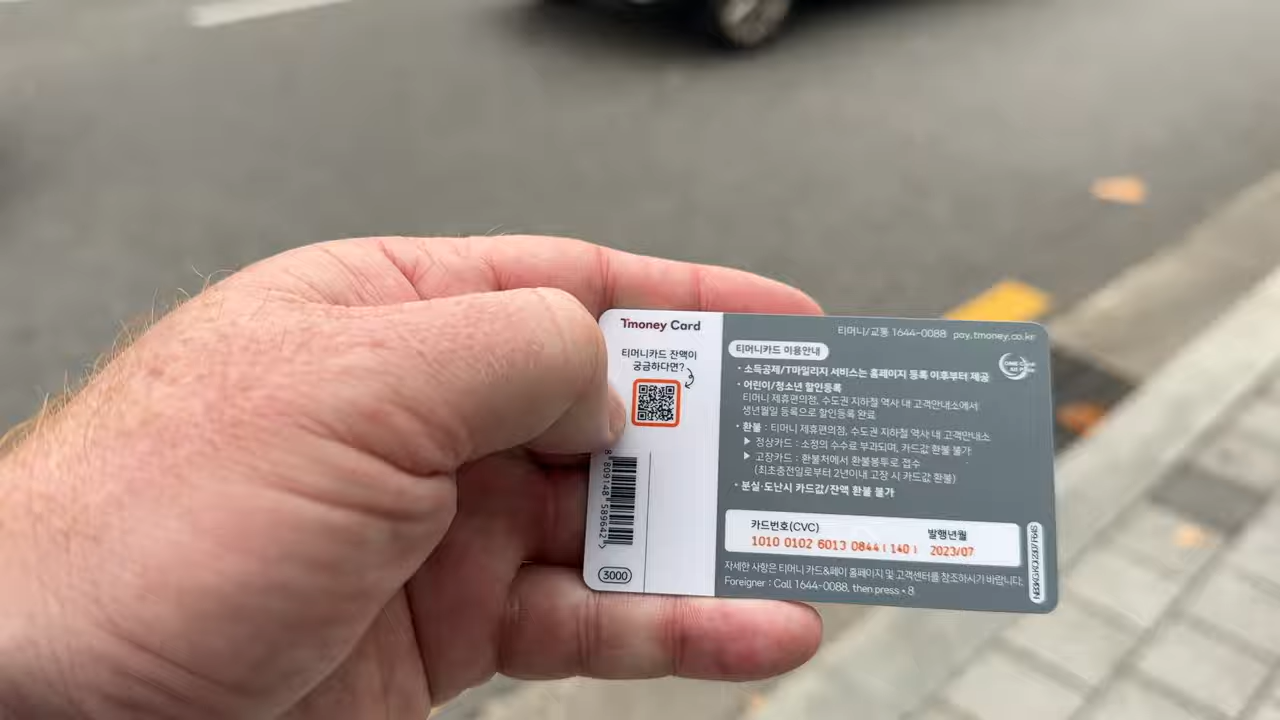 Tmoney Card
티머니카드 잔액이
궁금하다면?
8 809148 589642
3000
티머니/교통 1644-0088 pay.tmoney.co.kr
티머니카드 이용안내
• 소득공제/T마일리지 서비스는 홈페이지 등록 이후부터 제공
• 어린이/청소년 할인등록
티머니 제휴편의점, 수도권 지하철 역사 내 고객안내소에서
생년월일 등록으로 할인등록 완료
• 환불 : 티머니 제휴편의점, 수도권 지하철 역사 내 고객안내소
▶ 정상카드 : 소정의 수수료 부과되며, 카드값 환불 불가
▶ 고장카드 : 환불처에서 환불봉투로 접수
(최초충전일로부터 2년이내 고장 시 카드값 환불)
• 분실·도난시 카드값/잔액 환불 불가
카드번호(CVC) 발행년월
1010 0102 6013 0844 ( 140 ) 2023/07
자세한 사항은 티머니 카드&페이 홈페이지 및 고객센터를 참조하시기 바랍니다.
Foreigner : Call 1644-0088, then press • 8